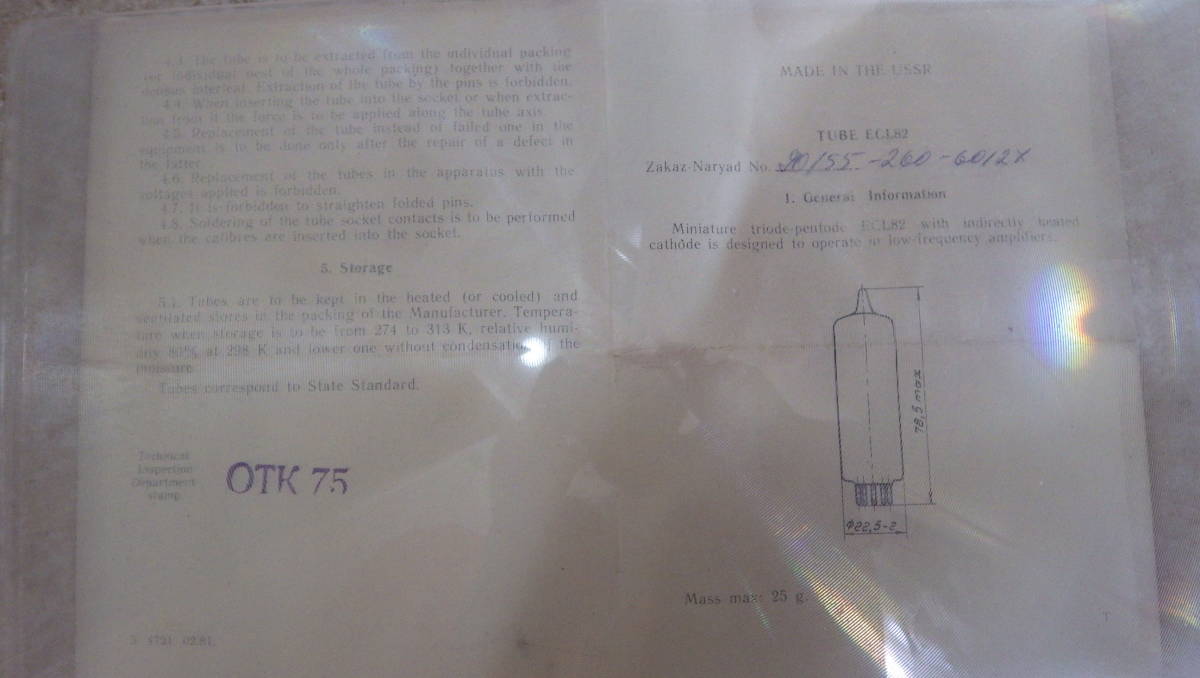 4.3. The tube is to be extracted from the individual packing
(or individual nest of the whole packing) together with the
densus interleaf. Extraction of the tube by the pins is forbidden.
4.4. When inserting the tube into the socket or when extrac-
tion from it the force is to be applied along the tube axis.
4.5. Replacement of the tube instead of failed one in the
equipment is to be done only after the repair of a defect in
the latter.
4.6. Replacement of the tubes in the apparatus with the
voltages applied is forbidden.
4.7. It is forbidden to straighten folded pins.
4.8. Soldering of the tube socket contacts is to be performed
when the calibres are inserted into the socket.
5. Storage
5.1. Tubes are to be kept in the heated (or cooled) and
ventilated stores in the packing of the Manufacturer. Tempera-
ture when storage is to be from 274 to 313 K, relative humi-
dity 80% at 298 K and lower one without condensation of the
moisture.
Tubes correspond to State Standard.
Technical
Inspection
Department
stamp
ОТК 75
3 4721 02.81.
MADE IN THE USSR
TUBE ECL82
Zakaz-Naryad No. 90/55-260-6012X
1. General Information
Miniature triode-pentode ECL82 with indirectly heated
cathode is designed to operate in low-frequency amplifiers.
78,5 max
Φ22,5-2
Mass max: 25 g.
T